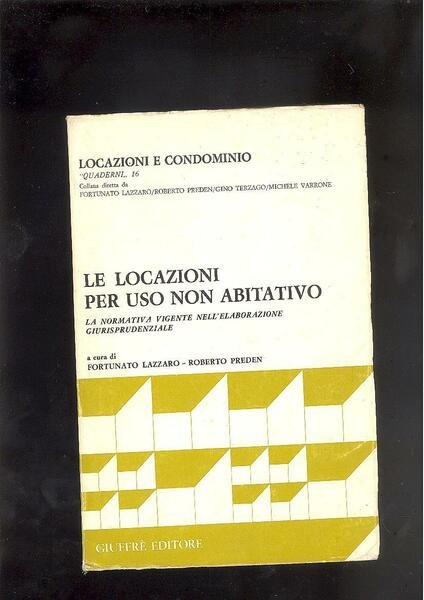 LOCAZIONI E CONDOMINIO
"QUADERNI„ 16
Collana diretta da
FORTUNATO LAZZARO/ROBERTO PREDEN/GINO TERZAGO/MICHELE VARRONE
LE LOCAZIONI
PER USO NON ABITATIVO
LA NORMATIVA VIGENTE NELL'ELABORAZIONE
GIURISPRUDENZIALE
a cura di
FORTUNATO LAZZARO - ROBERTO PREDEN
GIUFFRÈ EDITORE